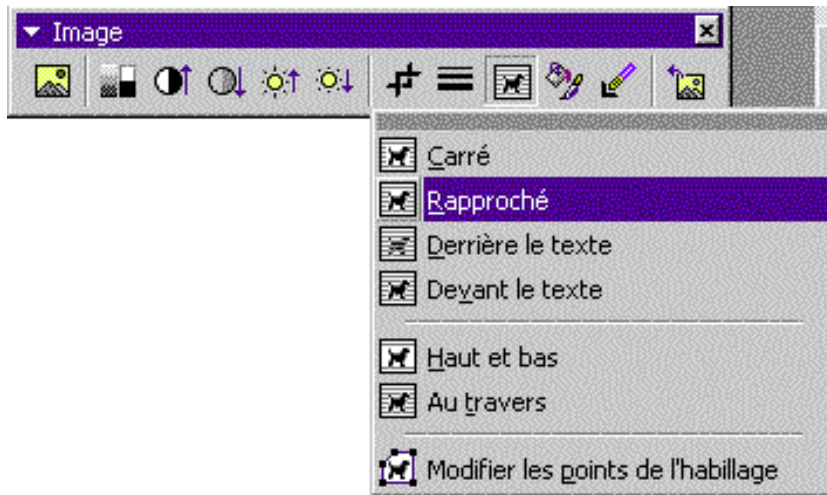 Image
Carré
Rapproché
Derrière le texte
Devant le texte
Haut et bas
Au travers
Modifier les points de l'habillage